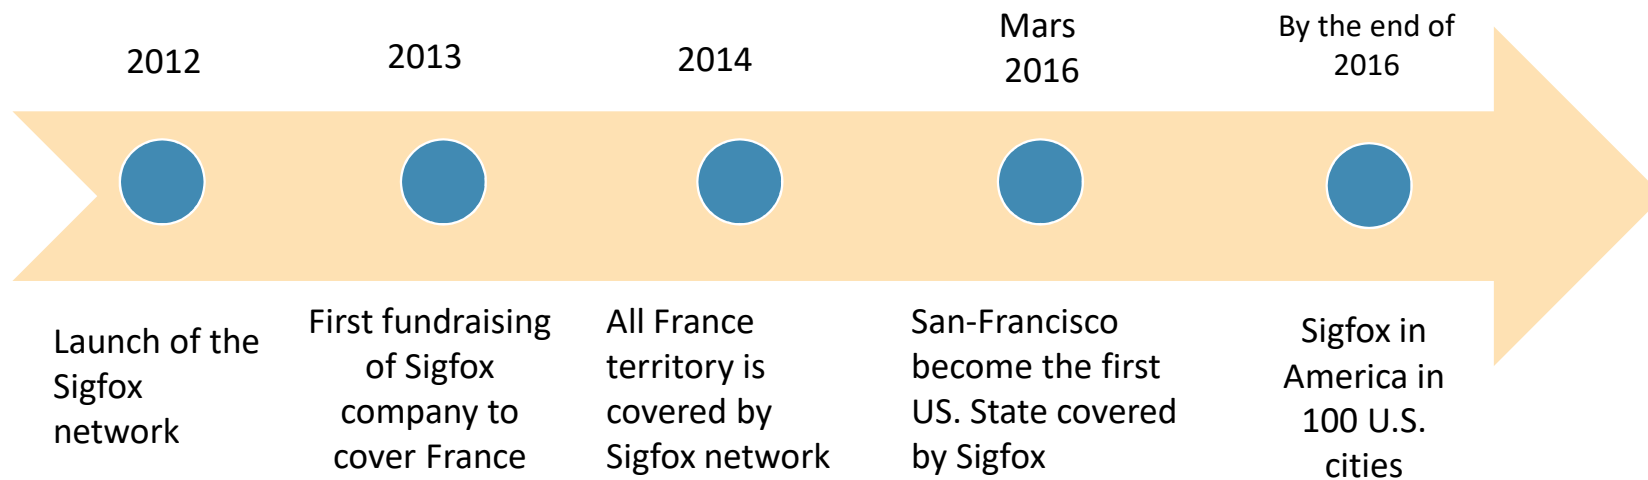 2012
Launch of the
Sigfox
network
2013
First fundraising
of Sigfox
company to
cover France
2014
All France
territory is
covered by
Sigfox network
Mars
2016
San-Francisco
become the first
US. State covered
by Sigfox
By the end of
2016
Sigfox in
America in
100 U.S.
cities